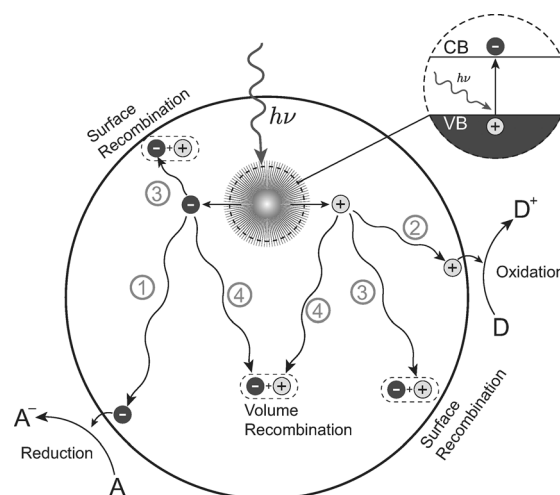 CB
hν
VB
hν
Surface
Recombination
− + +
3
−
+
2
D+
+
Oxidation
D
1
4
4
3
− + +
Volume
Recombination
− + +
Surface
Recombination
A−
−
Reduction
A